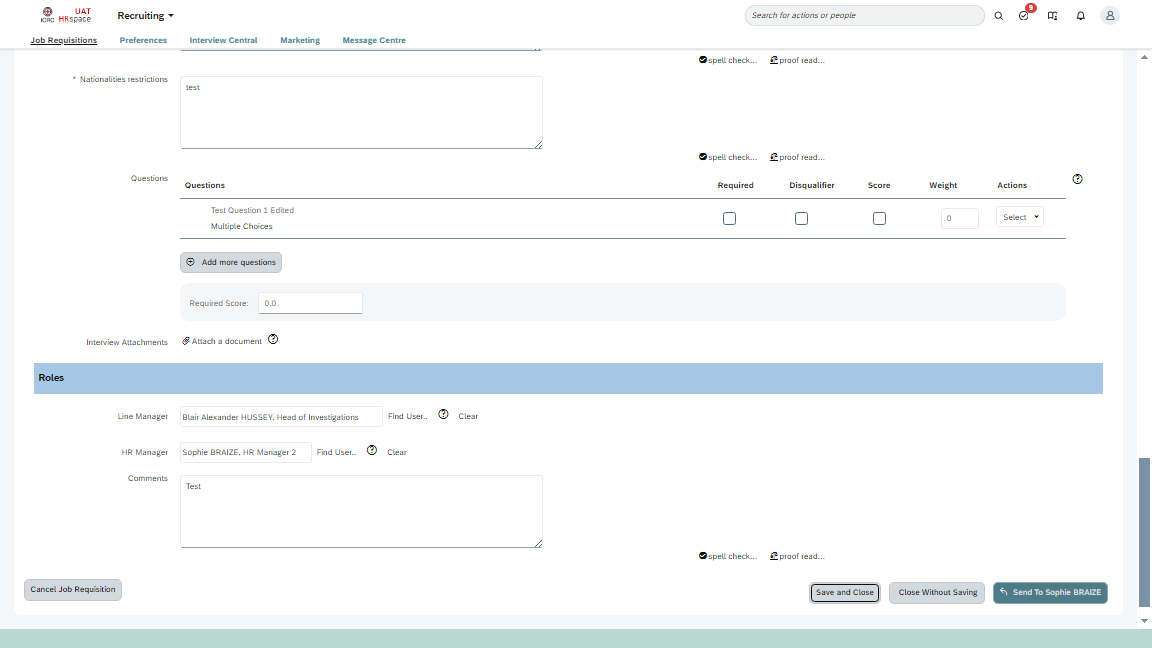 ICRC UAT HRspace
Recruiting
Search for actions or people
9
Job Requisitions Preferences Interview Central Marketing Message Centre
spell check... proof read...
* Nationalities restrictions
test
spell check... proof read...
Questions
Questions Required Disqualifier Score Weight Actions
Test Question 1 Edited
Multiple Choices
0
Select
Add more questions
Required Score: 0.0
Interview Attachments Attach a document
Roles
Line Manager Blair Alexander HUSSEY, Head of Investigations Find User.. Clear
HR Manager Sophie BRAIZE, HR Manager 2 Find User.. Clear
Comments
Test
spell check... proof read...
Cancel Job Requisition Save and Close Close Without Saving Send To Sophie BRAIZE